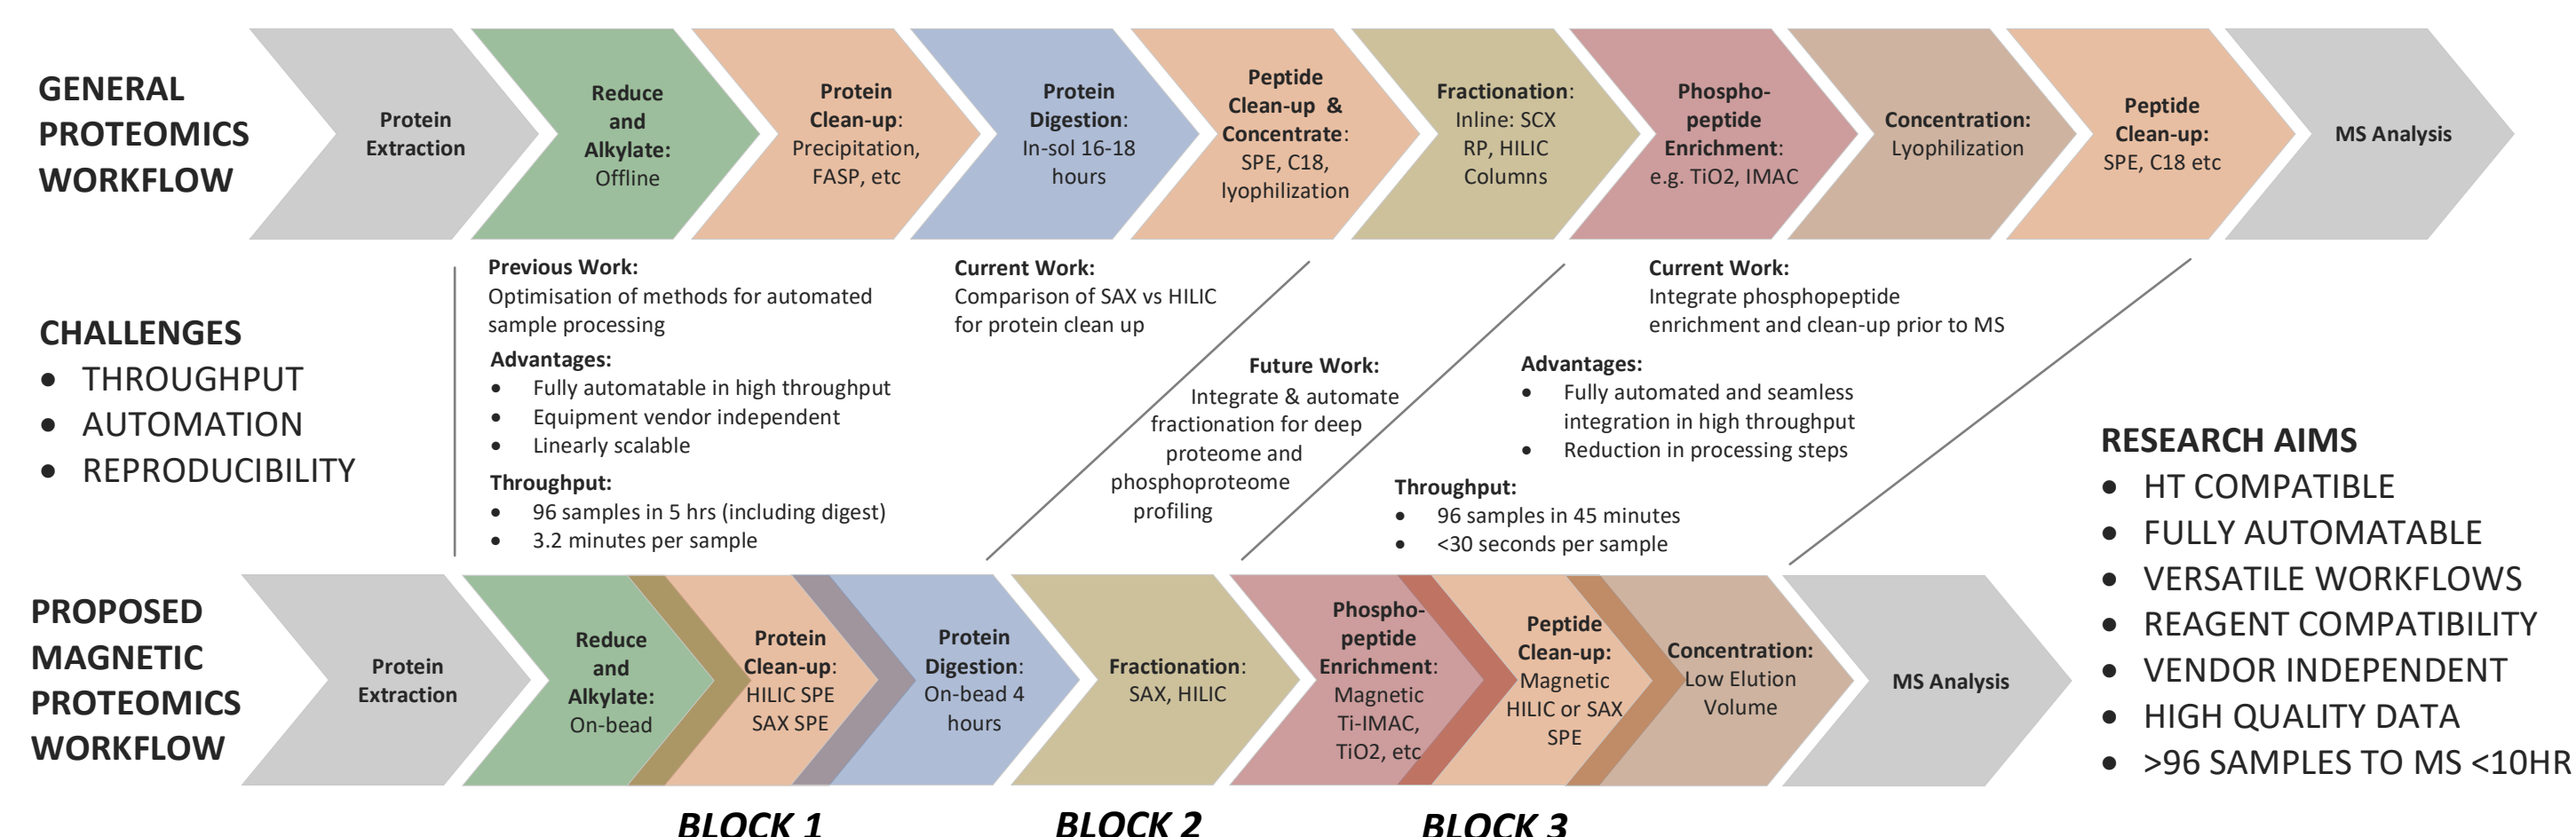 GENERAL
PROTEOMICS
WORKFLOW
Protein
Extraction
Reduce
and
Alkylate:
Offline
Protein
Clean-up:
Precipitation,
FASP, etc
Protein
Digestion:
In-sol 16-18
hours
Peptide
Clean-up &
Concentrate:
SPE, C18,
lyophilization
Fractionation:
Inline: SCX
RP, HILIC
Columns
Phospho-
peptide
Enrichment:
e.g. TiO2, IMAC
Concentration:
Lyophilization
Peptide
Clean-up:
SPE, C18 etc
MS Analysis
CHALLENGES
• THROUGHPUT
• AUTOMATION
• REPRODUCIBILITY
Previous Work:
Optimisation of methods for automated
sample processing
Advantages:
• Fully automatable in high throughput
• Equipment vendor independent
• Linearly scalable
Throughput:
• 96 samples in 5 hrs (including digest)
• 3.2 minutes per sample
Current Work:
Comparison of SAX vs HILIC
for protein clean up
Future Work:
Integrate & automate
fractionation for deep
proteome and
phosphoproteome
profiling
Current Work:
Integrate phosphopeptide
enrichment and clean-up prior to MS
Advantages:
• Fully automated and seamless
integration in high throughput
• Reduction in processing steps
Throughput:
• 96 samples in 45 minutes
• <30 seconds per sample
RESEARCH AIMS
• HT COMPATIBLE
• FULLY AUTOMATABLE
• VERSATILE WORKFLOWS
• REAGENT COMPATIBILITY
• VENDOR INDEPENDENT
• HIGH QUALITY DATA
• >96 SAMPLES TO MS <10HR
PROPOSED
MAGNETIC
PROTEOMICS
WORKFLOW
Protein
Extraction
Reduce
and
Alkylate:
On-bead
Protein
Clean-up:
HILIC SPE
SAX SPE
Protein
Digestion:
On-bead 4
hours
Fractionation:
SAX, HILIC
Phospho-
peptide
Enrichment:
Magnetic
Ti-IMAC,
TiO2, etc
Peptide
Clean-up:
Magnetic
HILIC or SAX
SPE
Concentration:
Low Elution
Volume
MS Analysis
BLOCK 1
BLOCK 2
BLOCK 3